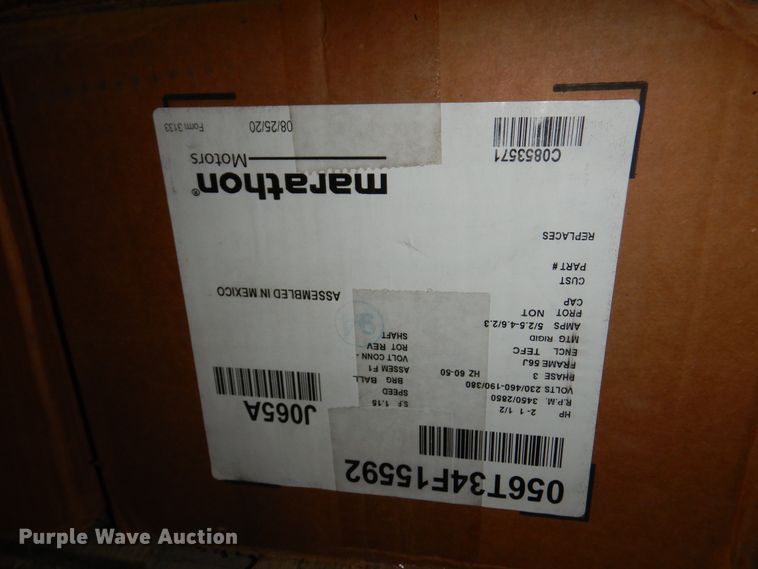 056T34F15592
J065A
HP 2- 1 1/2
R.P.M. 3450/2850 S.F 1.15
VOLTS 230/460-190/380 SPEED
PHASE 3 HZ 60-50 BRG BALL
FRAME 56J ASSEM F1
ENCL TEFC VOLT CONN -
MTG RIGID ROT REV
AMPS 5/2.5-4.6/2.3 SHAFT
PROT NOT
CAP
CUST
PART #
ASSEMBLED IN MEXICO
REPLACES
marathon®
Motors
C0853571
08/25/20
Form 3133
Purple Wave Auction